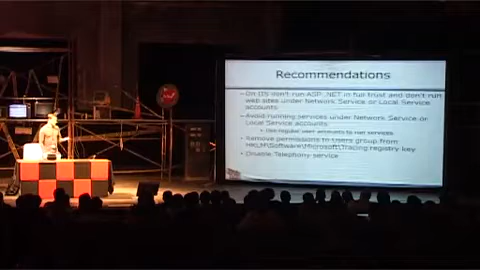 Recommendations
- On IIS don't run ASP .NET in full trust and don't run
web sites under Network Service or Local Service
accounts
- Avoid running services under Network Service or
Local Service accounts
• Use regular user accounts to run services
- Remove permissions to Users group from
HKLM\Software\Microsoft\Tracing registry key
- Disable Telephony service